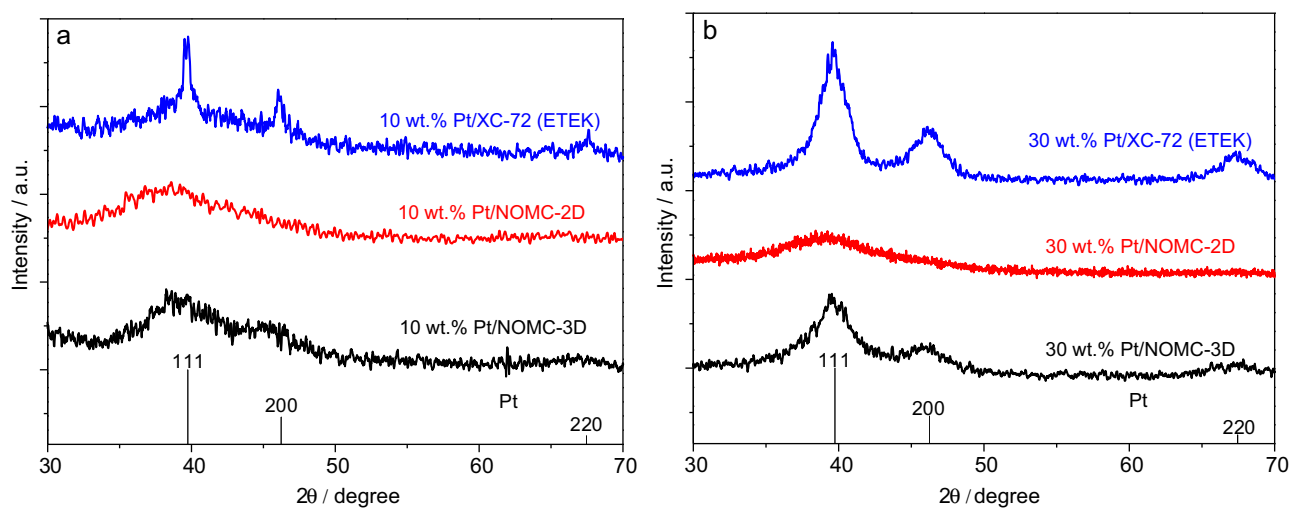 a
10 wt.% Pt/XC-72 (ETEK)
10 wt.% Pt/NOMC-2D
10 wt.% Pt/NOMC-3D
111
200
Pt
220
30 40 50 60 70
2θ / degree
Intensity / a.u.
b
30 wt.% Pt/XC-72 (ETEK)
30 wt.% Pt/NOMC-2D
30 wt.% Pt/NOMC-3D
111
200
Pt
220
30 40 50 60 70
2θ / degree
Intensity / a.u.